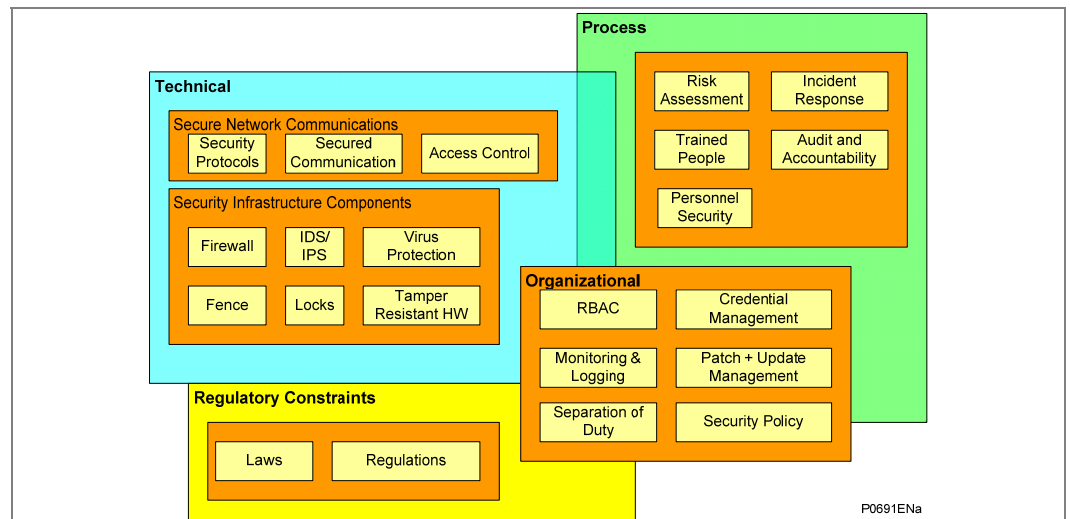 Process
Risk
Assessment
Incident
Response
Trained
People
Audit and
Accountability
Personnel
Security
Technical
Secure Network Communications
Security
Protocols
Secured
Communication
Access Control
Security Infrastructure Components
Firewall
IDS/
IPS
Virus
Protection
Fence
Locks
Tamper
Resistant HW
Organizational
RBAC
Credential
Management
Monitoring &
Logging
Patch + Update
Management
Separation of
Duty
Security Policy
Regulatory Constraints
Laws
Regulations
P0691ENa